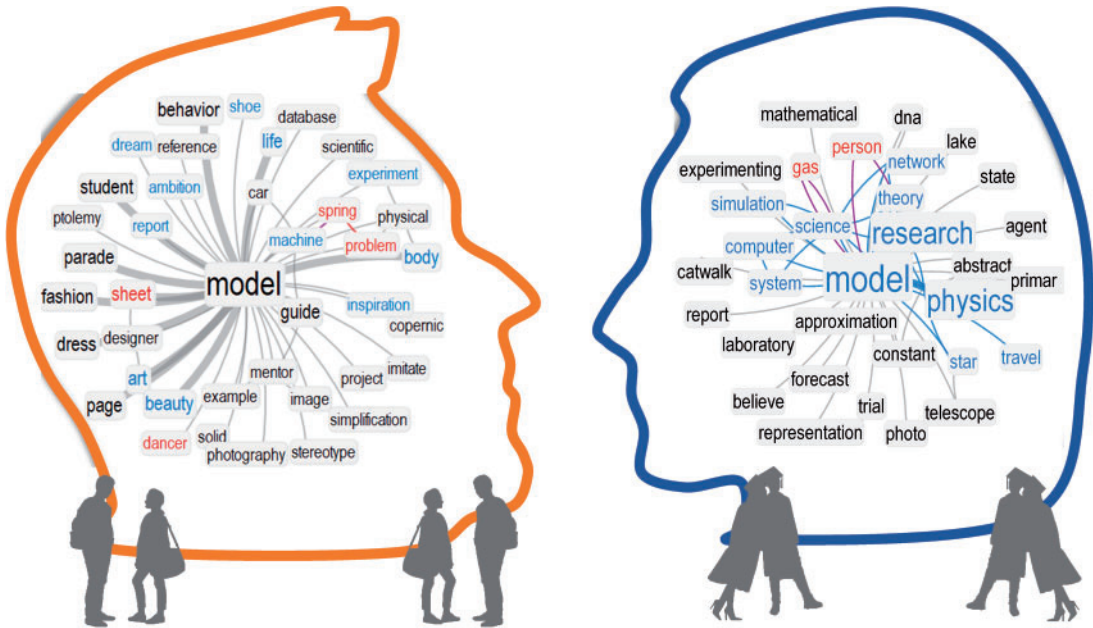 behavior
shoe
database
dream
reference
life
scientific
student
ambition
car
experiment
ptolemy
report
spring
physical
machine
problem
parade
body
model
fashion
sheet
guide
inspiration
copernic
dress
designer
art
mentor
project
imitate
page
beauty
example
image
simplification
dancer
solid
photography
stereotype
mathematical
dna
person
network
lake
experimenting
gas
theory
state
simulation
science
research
agent
computer
catwalk
system
model
abstract
primar
physics
report
approximation
laboratory
constant
star
travel
forecast
believe
trial
telescope
representation
photo